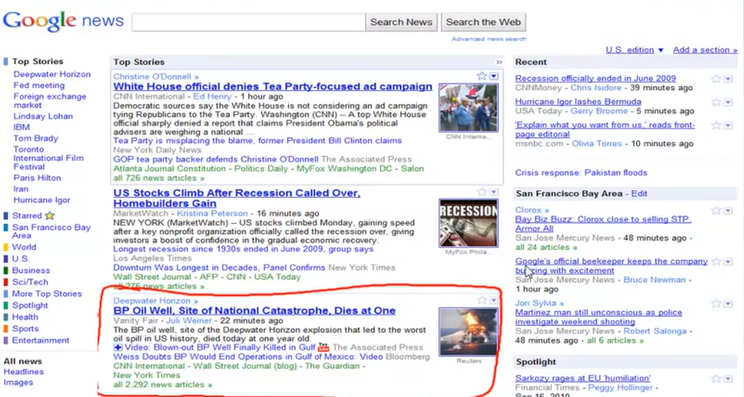 Google news
Search News
Search the Web
Advanced news search
U.S. edition ▼ Add a section »
Top Stories
Deepwater Horizon
Fed meeting
Foreign exchange
market
Lindsay Lohan
IBM
Tom Brady
Toronto
International Film
Festival
Paris Hilton
Iran
Hurricane Igor
Starred
San Francisco Bay
Area
World
U.S.
Business
Sci/Tech
More Top Stories
Spotlight
Health
Sports
Entertainment
All news
Headlines
Images
Top Stories »
Christine O'Donnell »
White House official denies Tea Party-focused ad campaign
CNN International - Ed Henry - 1 hour ago
Democratic sources say the White House is not considering an ad campaign
tying Republicans to the Tea Party. Washington (CNN) -- A top White House
official sharply denied a report that claims President Obama's political
advisers are weighing a national ...
Tea Party is misplacing the blame, former President Bill Clinton claims
New York Daily News
GOP tea party backer defends Christine O'Donnell The Associated Press
Atlanta Journal Constitution - Politics Daily - MyFox Washington DC - Salon
all 726 news articles »
CNN Interna...
US Stocks Climb After Recession Called Over,
Homebuilders Gain
MarketWatch - Kristina Peterson - 16 minutes ago
NEW YORK (MarketWatch) -- US stocks climbed Monday, gaining speed
after a key nonprofit organization officially called the recession over, giving
investors a boost of confidence in the gradual economic recovery.
Longest recession since 1930s ended in June 2009, group says
Los Angeles Times
Downturn Was Longest in Decades, Panel Confirms New York Times
Wall Street Journal - AFP - CNN - USA Today
all 276 news articles »
RECESSION
MyFox Phila...
Deepwater Horizon »
BP Oil Well, Site of National Catastrophe, Dies at One
Vanity Fair - Juli Weiner - 22 minutes ago
The BP oil well, site of the Deepwater Horizon explosion that led to the worst
oil spill in US history, died today at one year old.
Video: Blown-out BP Well Finally Killed in Gulf The Associated Press
Weiss Doubts BP Would End Operations in Gulf of Mexico: Video Bloomberg
CNN International - Wall Street Journal (blog) - The Guardian -
New York Times
all 2,292 news articles »
Reuters
Recent
Recession officially ended in June 2009
CNNMoney - Chris Isidore - 39 minutes ago
Hurricane Igor lashes Bermuda
USA Today - Gerry Broome - 5 minutes ago
'Explain what you want from us,' reads front-
page editorial
msnbc.com - Olivia Torres - 10 minutes ago
Crisis response: Pakistan floods
San Francisco Bay Area - Edit
Clorox »
Bay Biz Buzz: Clorox close to selling STP,
Armor All
San Jose Mercury News - 48 minutes ago -
all 24 articles »
Google's official beekeeper keeps the company
buzzing with excitement
San Jose Mercury News - Bruce Newman -
1 hour ago
Jon Sylvia »
Martinez man still unconscious as police
investigate weekend shooting
San Jose Mercury News - Robert Salonga -
48 minutes ago - all 6 articles »
Spotlight
Sarkozy rages at EU 'humiliation'
Financial Times - Peggy Hollinger -
Sep 16, 2010